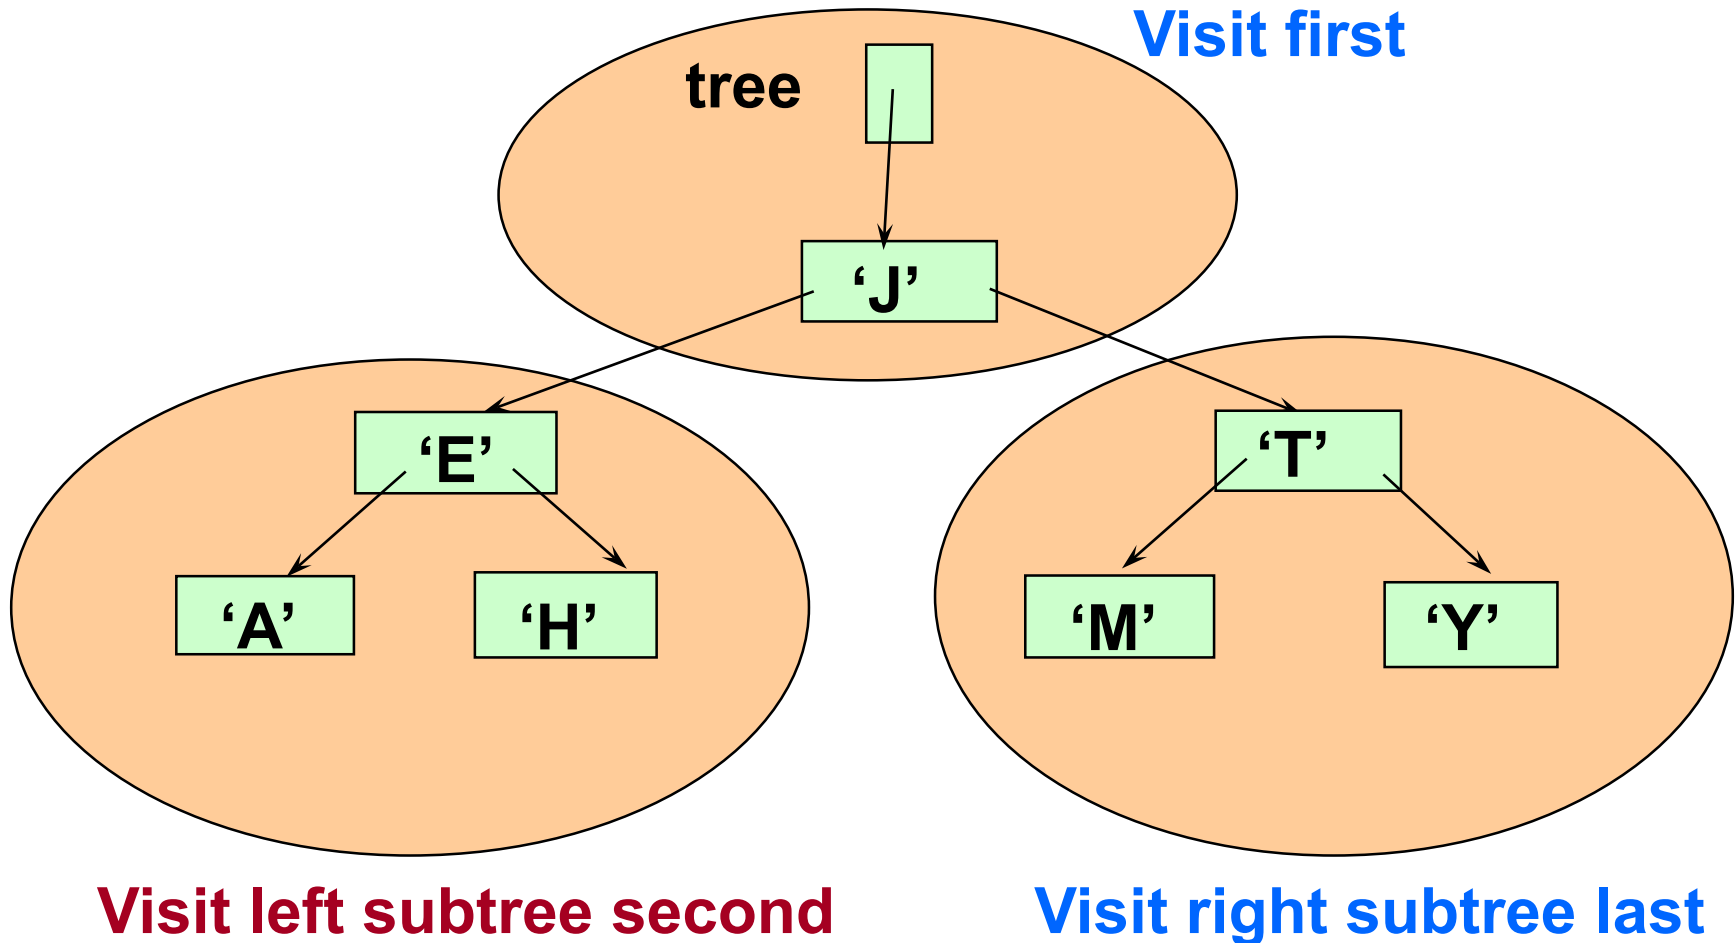 Visit first
tree
‘J’
‘E’
‘T’
‘A’
‘H’
‘M’
‘Y’
Visit left subtree second
Visit right subtree last